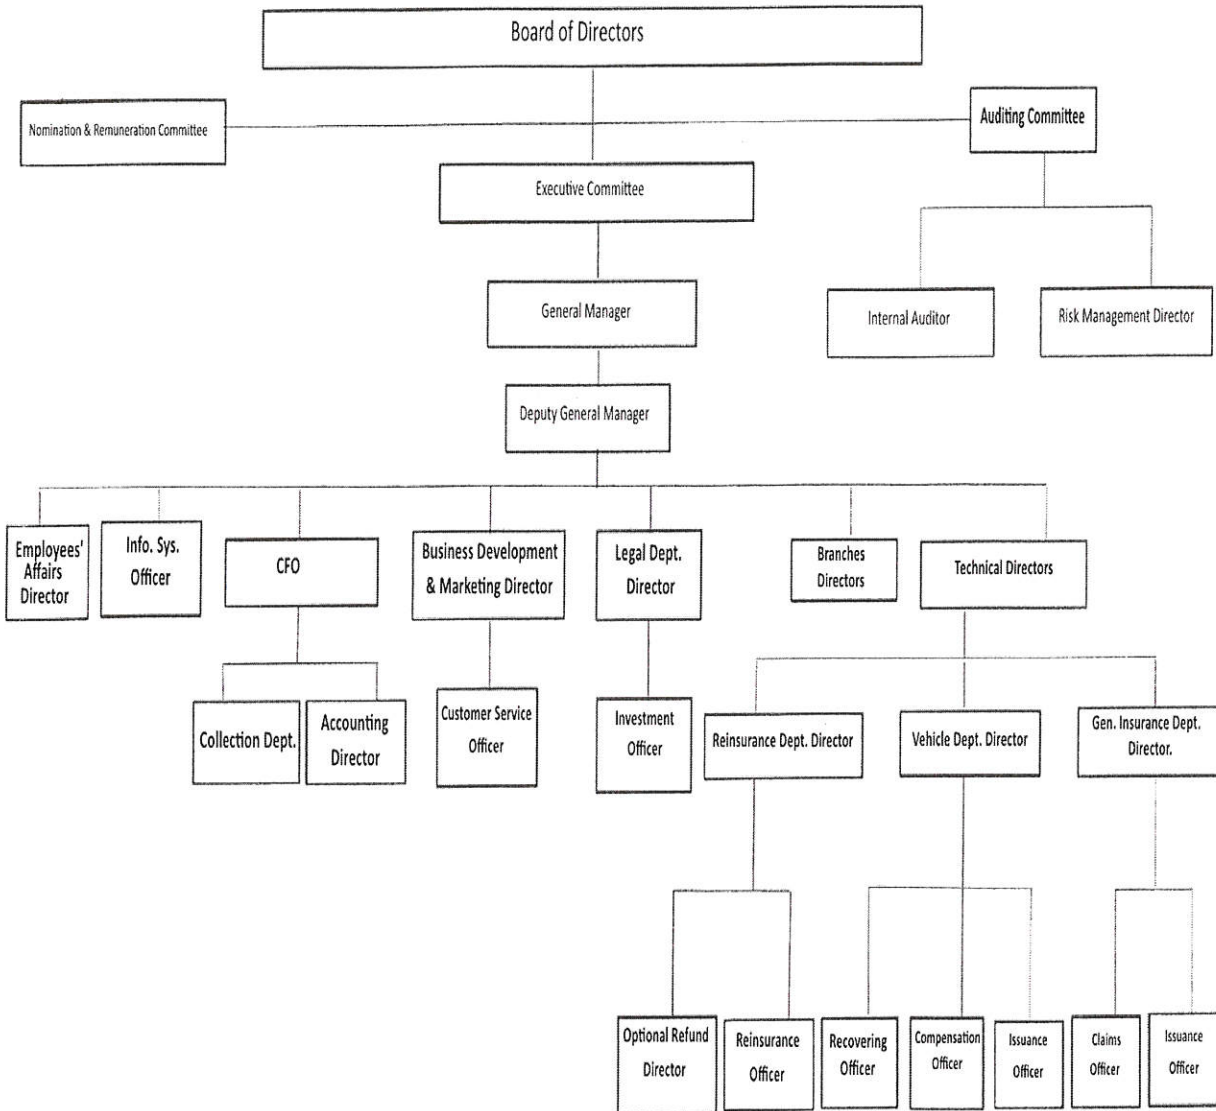 Board of Directors
Nomination & Remuneration Committee
Auditing Committee
Executive Committee
General Manager
Internal Auditor
Risk Management Director
Deputy General Manager
Employees'
Affairs
Director
Info. Sys.
Officer
CFO
Business Development
& Marketing Director
Legal Dept.
Director
Branches
Directors
Technical Directors
Collection Dept.
Accounting
Director
Customer Service
Officer
Investment
Officer
Reinsurance Dept. Director
Vehicle Dept. Director
Gen. Insurance Dept.
Director.
Optional Refund
Director
Reinsurance
Officer
Recovering
Officer
Compensation
Officer
Issuance
Officer
Claims
Officer
Issuance
Officer